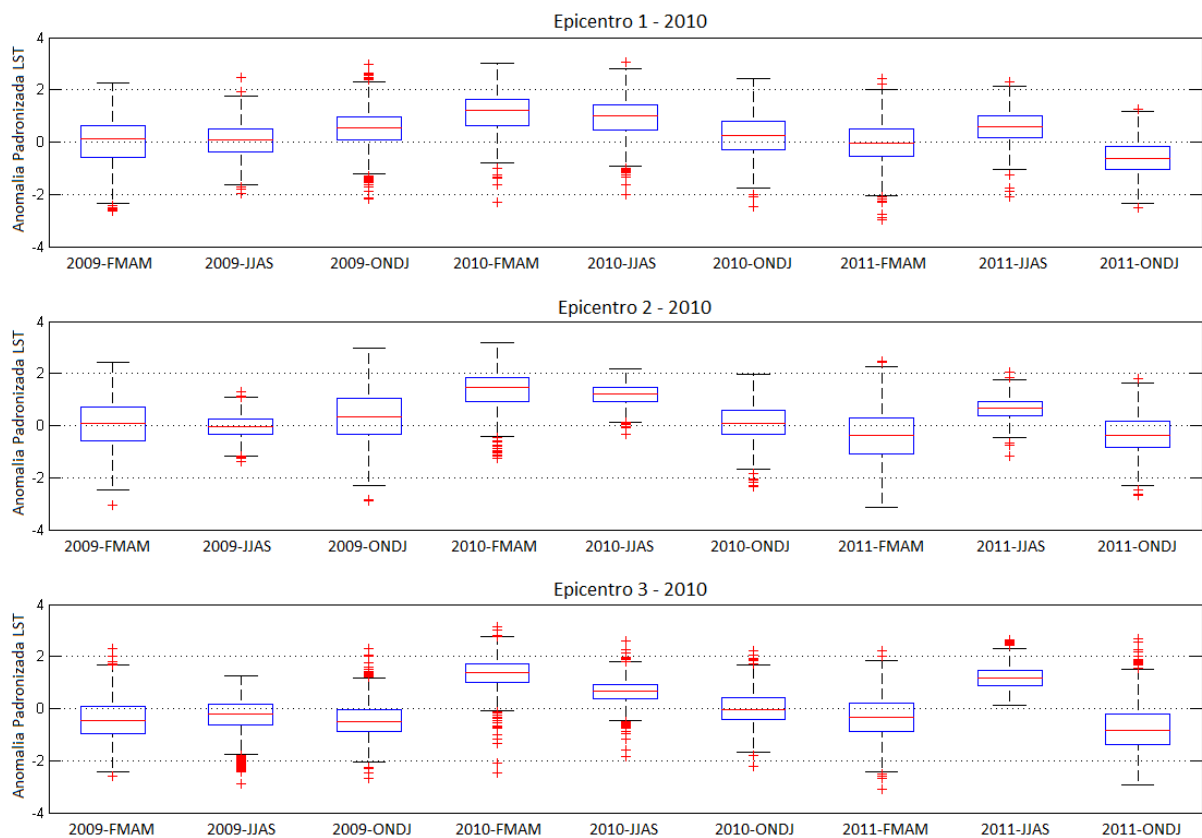 Epicentro 1 - 2010
Anomalia Padronizada LST
4
2
0
-2
-4
2009-FMAM 2009-JJAS 2009-ONDJ 2010-FMAM 2010-JJAS 2010-ONDJ 2011-FMAM 2011-JJAS 2011-ONDJ
Epicentro 2 - 2010
Anomalia Padronizada LST
4
2
0
-2
-4
2009-FMAM 2009-JJAS 2009-ONDJ 2010-FMAM 2010-JJAS 2010-ONDJ 2011-FMAM 2011-JJAS 2011-ONDJ
Epicentro 3 - 2010
Anomalia Padronizada LST
4
2
0
-2
-4
2009-FMAM 2009-JJAS 2009-ONDJ 2010-FMAM 2010-JJAS 2010-ONDJ 2011-FMAM 2011-JJAS 2011-ONDJ